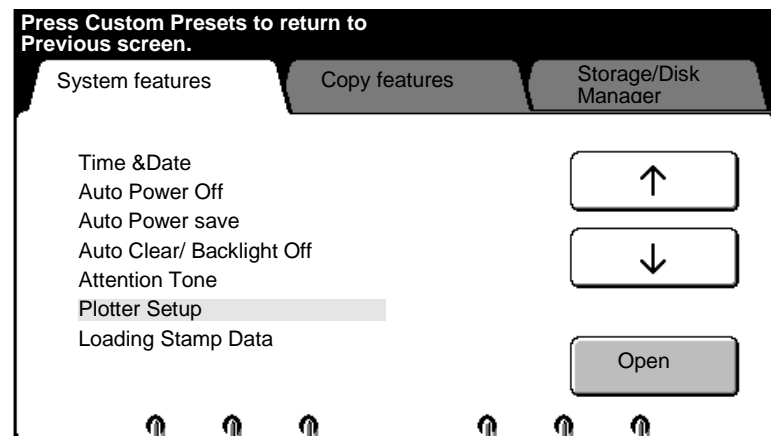 Press Custom Presets to return to
Previous screen.
System features
Copy features
Storage/Disk
Manager
Time &Date
Auto Power Off
Auto Power save
Auto Clear/ Backlight Off
Attention Tone
Plotter Setup
Loading Stamp Data
↑
↓
Open